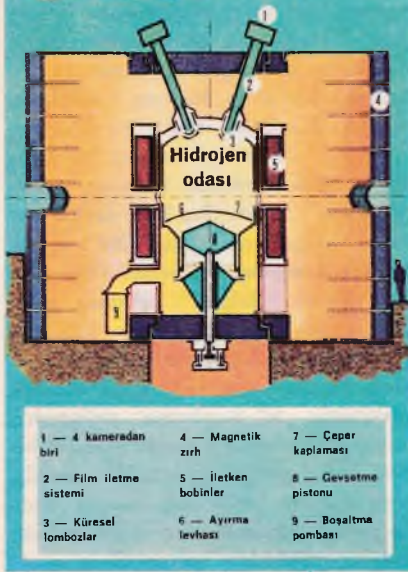 1
2
3
4
Hidrojen
odası
5
6
7
8
9
1 — 4 kameradan
biri
2 — Film iletme
sistemi
3 — Küresel
lombozlar
4 — Magnetik
zırh
5 — İletken
bobinler
6 — Ayırma
levhası
7 — Çeper
kaplaması
8 — Gevşetme
pistonu
9 — Boşaltma
pombası